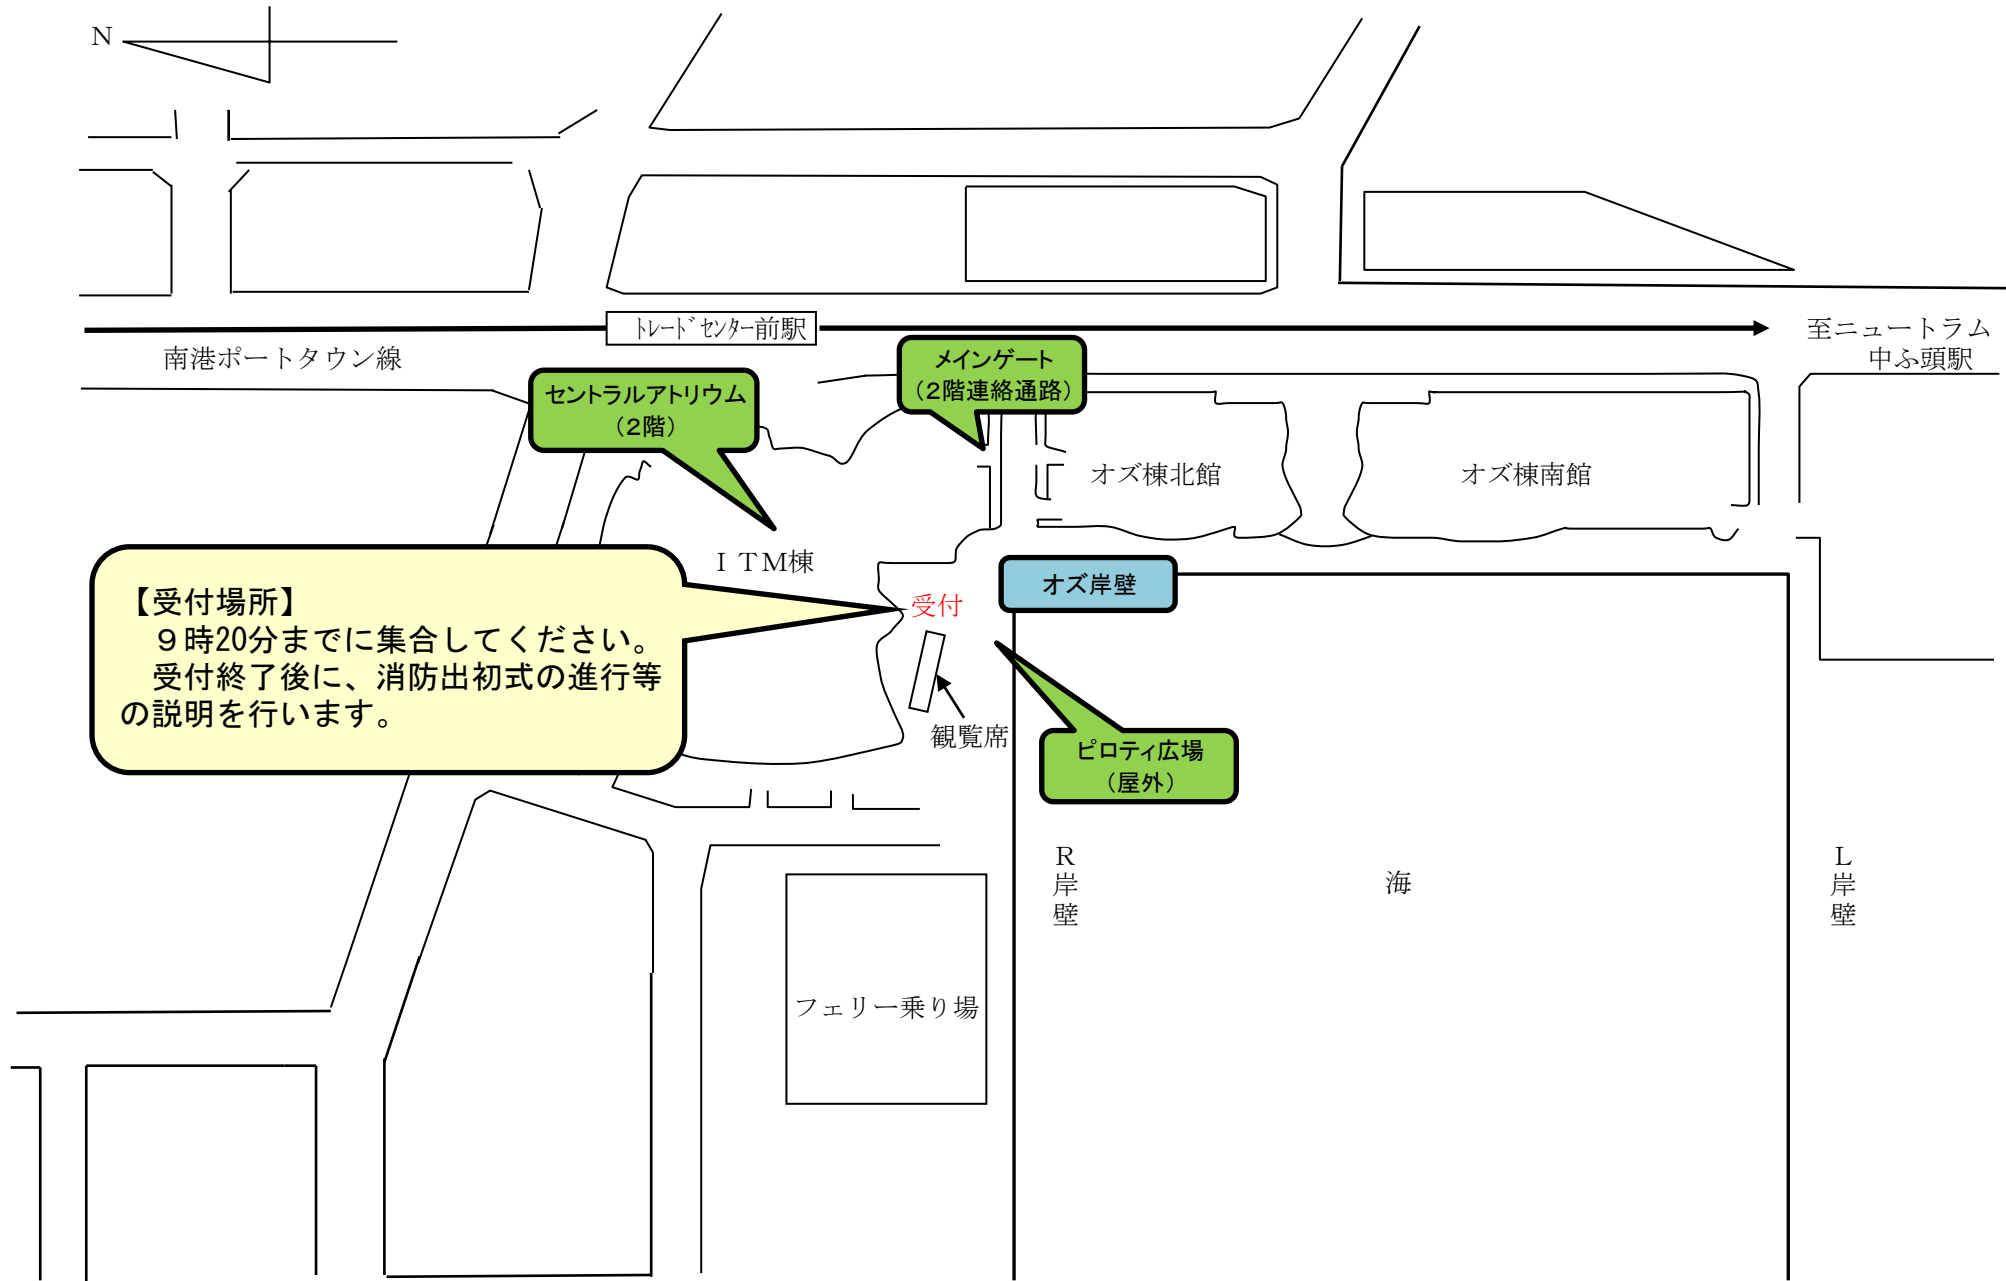 N
トレードセンター前駅
南港ポートタウン線
至ニュートラム
中ふ頭駅
メインゲート
（2階連絡通路）
セントラルアトリウム
（2階）
オズ棟北館
オズ棟南館
ＩＴＭ棟
オズ岸壁
【受付場所】
９時20分までに集合してください。
受付終了後に、消防出初式の進行等
の説明を行います。
受付
観覧席
ピロティ広場
（屋外）
Ｒ岸壁
海
Ｌ岸壁
フェリー乗り場